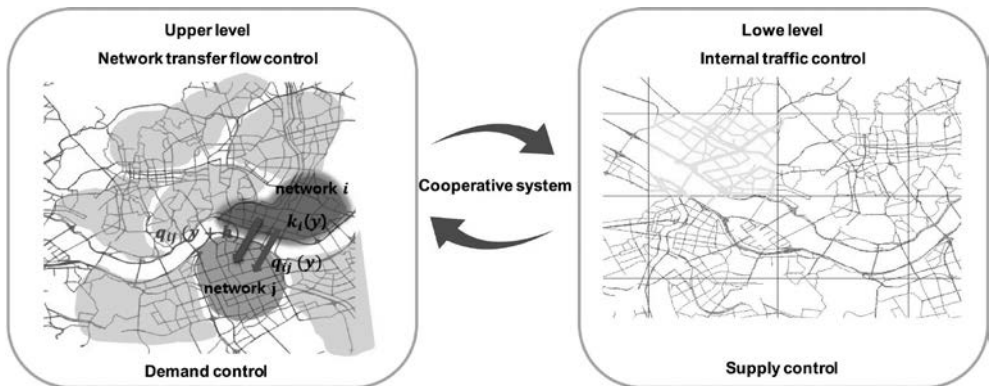 Upper level
Network transfer flow control
network i
k_i(y)
q_ij(y +
q_ij(y)
network j
Demand control
Cooperative system
Lowe level
Internal traffic control
Supply control